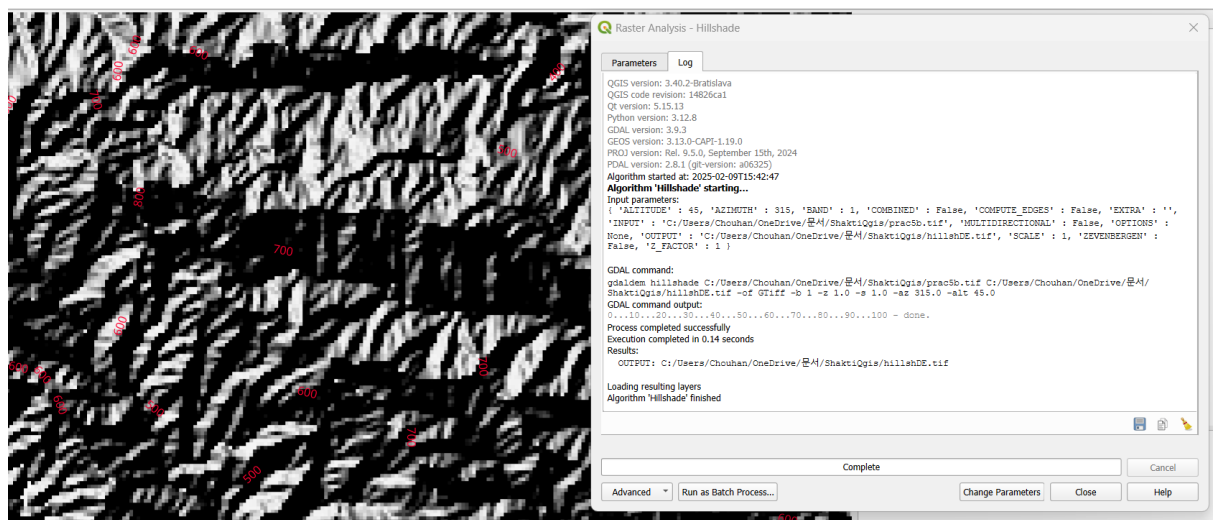 Raster Analysis - Hillshade
Parameters
Log
QGIS version: 3.40.2-Bratislava
QGIS code revision: 14826ca1
Qt version: 5.15.13
Python version: 3.12.8
GDAL version: 3.9.3
GEOS version: 3.13.0-CAPI-1.19.0
PROJ version: Rel. 9.5.0, September 15th, 2024
PDAL version: 2.8.1 (git-version: a06325)
Algorithm started at: 2025-02-09T15:42:47
Algorithm 'Hillshade' starting...
Input parameters:
{ 'ALTITUDE' : 45, 'AZIMUTH' : 315, 'BAND' : 1, 'COMBINED' : False, 'COMPUTE_EDGES' : False, 'EXTRA' : '',
'INPUT' : 'C:/Users/Chouhan/OneDrive/문서/ShaktiQgis/prac5b.tif', 'MULTIDIRECTIONAL' : False, 'OPTIONS' :
None, 'OUTPUT' : 'C:/Users/Chouhan/OneDrive/문서/ShaktiQgis/hillshDE.tif', 'SCALE' : 1, 'ZEVENBERGEN' :
False, 'Z_FACTOR' : 1 }
GDAL command:
gdaldem hillshade C:/Users/Chouhan/OneDrive/문서/ShaktiQgis/prac5b.tif C:/Users/Chouhan/OneDrive/문서/
ShaktiQgis/hillshDE.tif -of GTiff -b 1 -z 1.0 -s 1.0 -az 315.0 -alt 45.0
GDAL command output:
0...10...20...30...40...50...60...70...80...90...100 - done.
Process completed successfully
Execution completed in 0.14 seconds
Results:
OUTPUT: C:/Users/Chouhan/OneDrive/문서/ShaktiQgis/hillshDE.tif
Loading resulting layers
Algorithm 'Hillshade' finished
Complete
Cancel
Advanced
Run as Batch Process...
Change Parameters
Close
Help
600
600
600
500
800
700
600
700
600
600
700
500